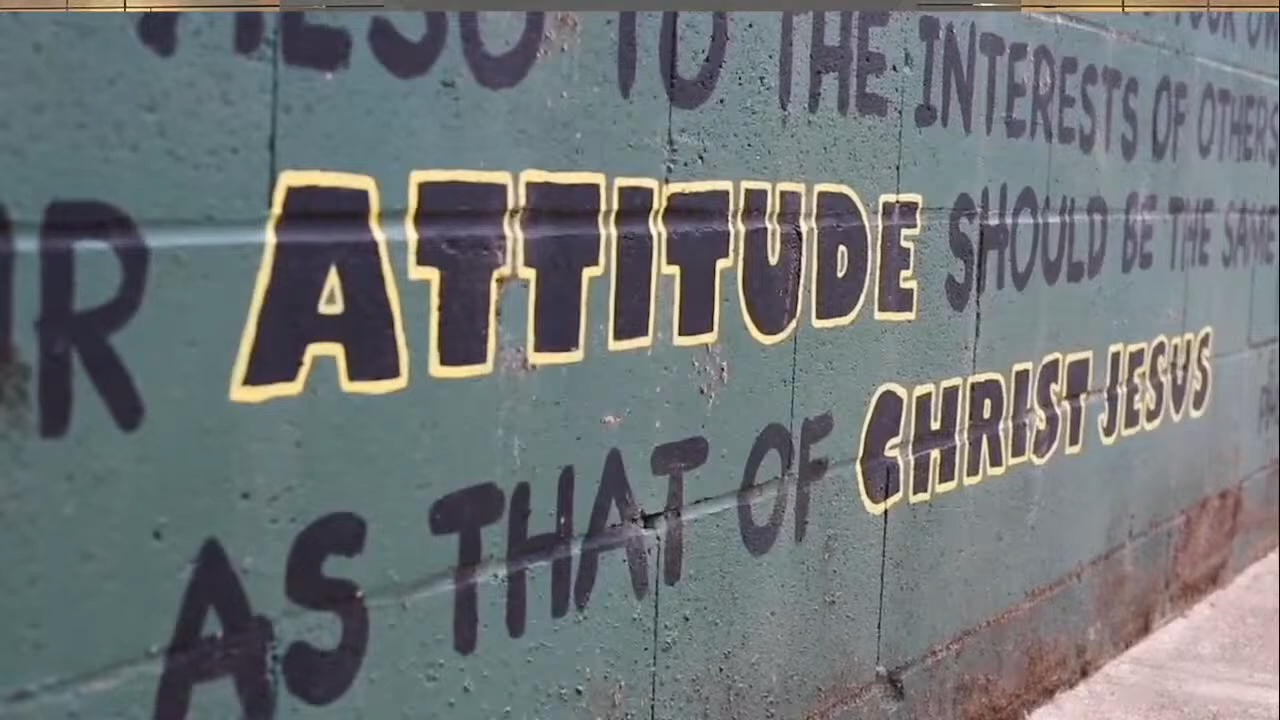 TO THE INTERESTS OF OTHERS
ATTITUDE SHOULD BE THE SAME
AS THAT OF CHRIST JESUS